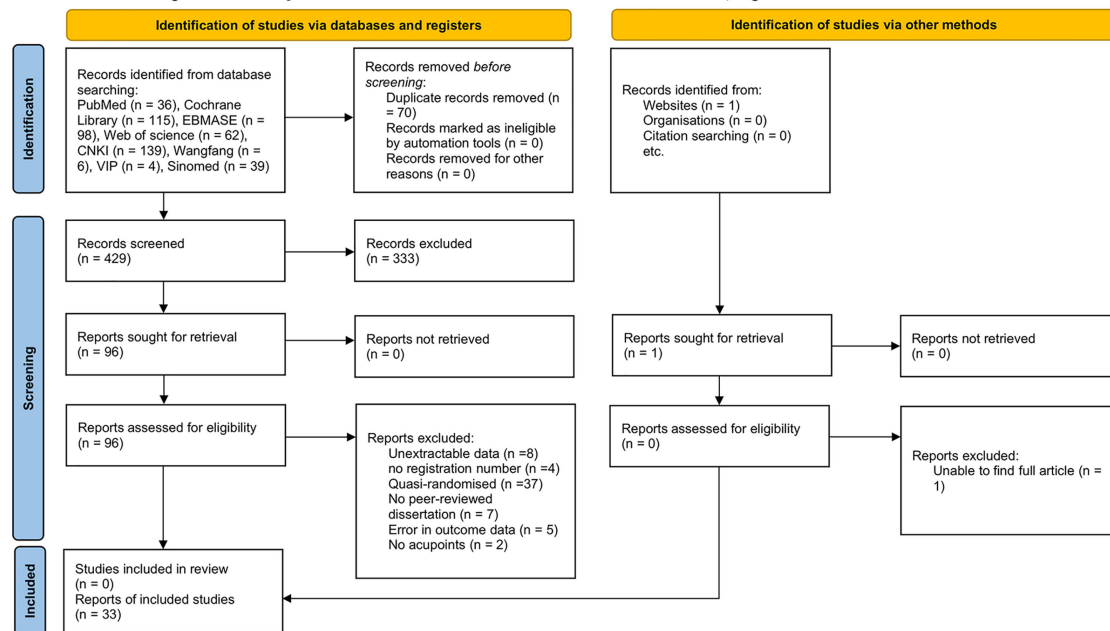 Identification of studies via databases and registers
Identification of studies via other methods
Identification
Records identified from database
searching:
PubMed (n = 36), Cochrane
Library (n = 115), EBMASE (n =
98), Web of science (n = 62),
CNKI (n = 139), Wangfang (n =
6), VIP (n = 4), Sinomed (n = 39)
Records removed before
screening:
Duplicate records removed (n
= 70)
Records marked as ineligible
by automation tools (n = 0)
Records removed for other
reasons (n = 0)
Records identified from:
Websites (n = 1)
Organisations (n = 0)
Citation searching (n = 0)
etc.
Screening
Records screened
(n = 429)
Records excluded
(n = 333)
Reports sought for retrieval
(n = 96)
Reports not retrieved
(n = 0)
Reports sought for retrieval
(n = 1)
Reports not retrieved
(n = 0)
Reports assessed for eligibility
(n = 96)
Reports excluded:
Unextractable data (n =8)
no registration number (n =4)
Quasi-randomised (n =37)
No peer-reviewed
dissertation (n = 7)
Error in outcome data (n = 5)
No acupoints (n = 2)
Reports assessed for eligibility
(n = 0)
Reports excluded:
Unable to find full article (n =
1)
Included
Studies included in review
(n = 0)
Reports of included studies
(n = 33)